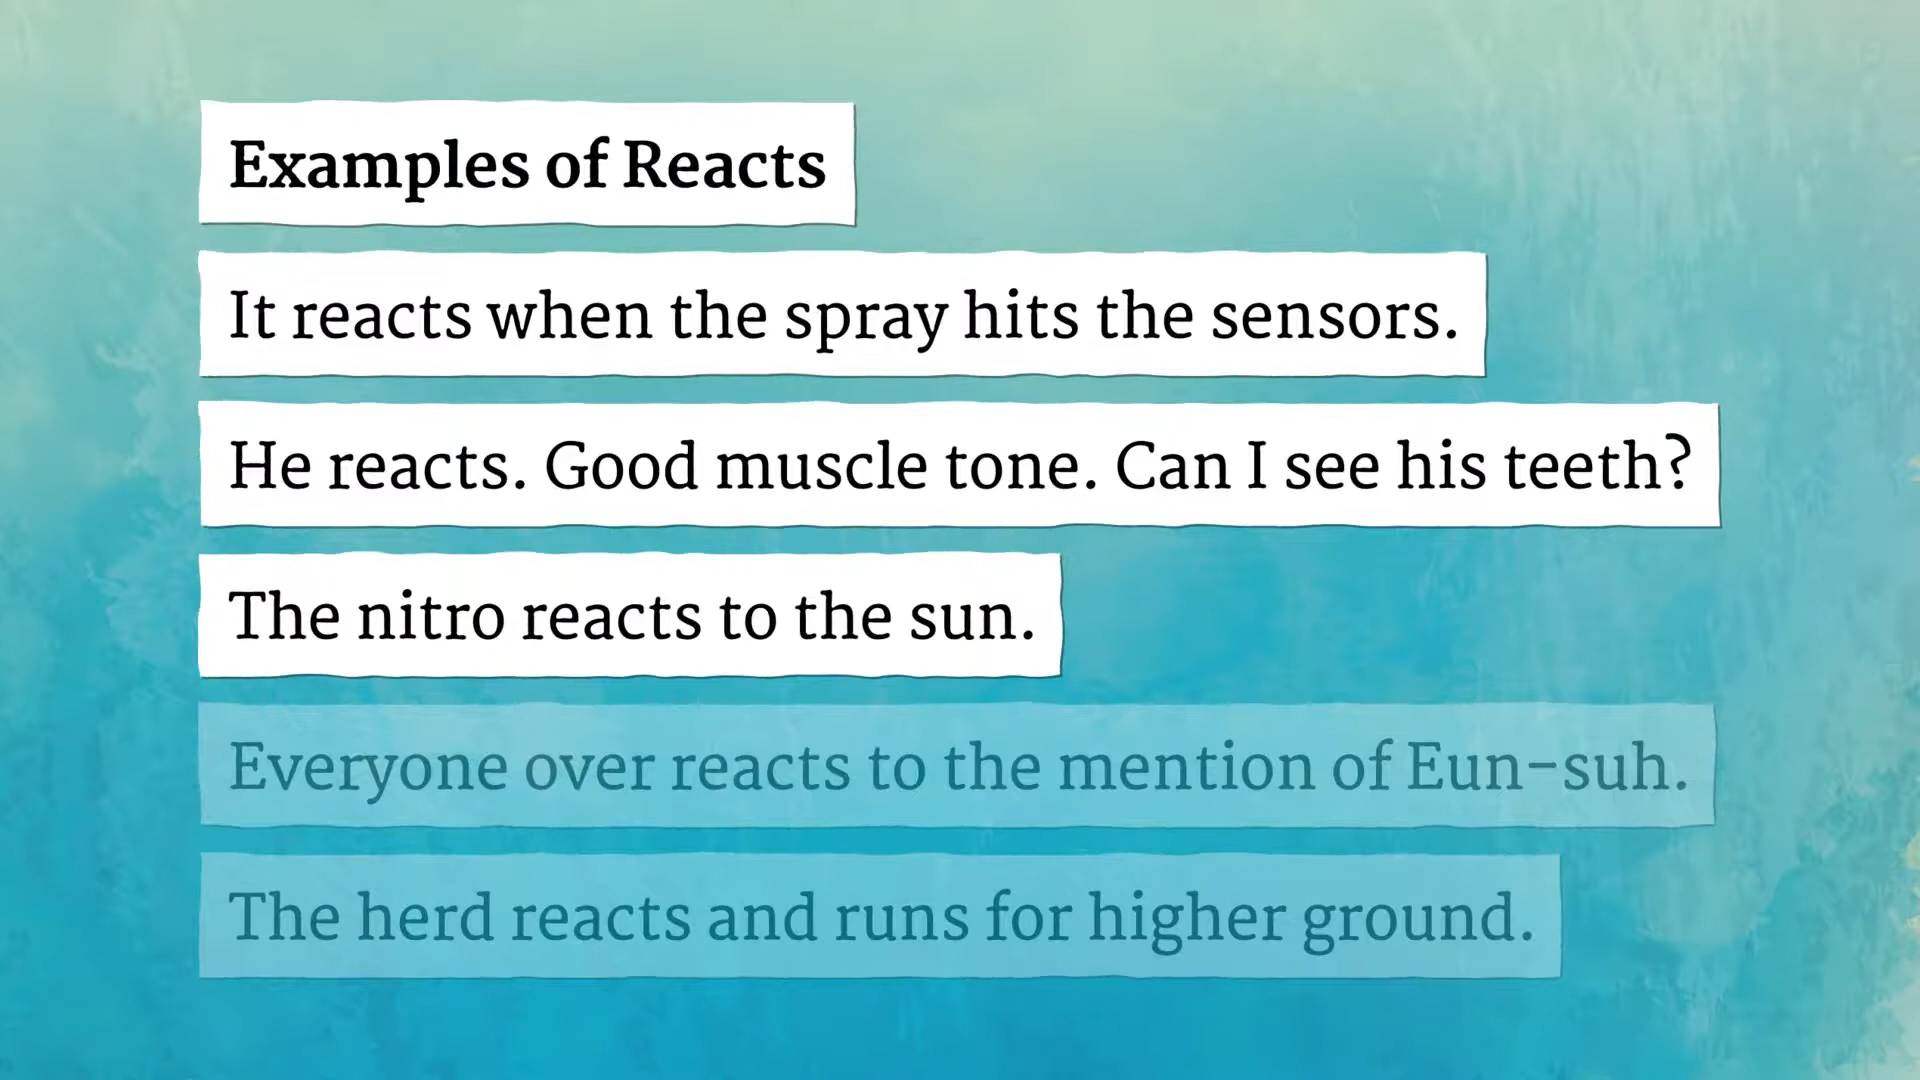 Examples of Reacts
It reacts when the spray hits the sensors.
He reacts. Good muscle tone. Can I see his teeth?
The nitro reacts to the sun.
Everyone over reacts to the mention of Eun-suh.
The herd reacts and runs for higher ground.